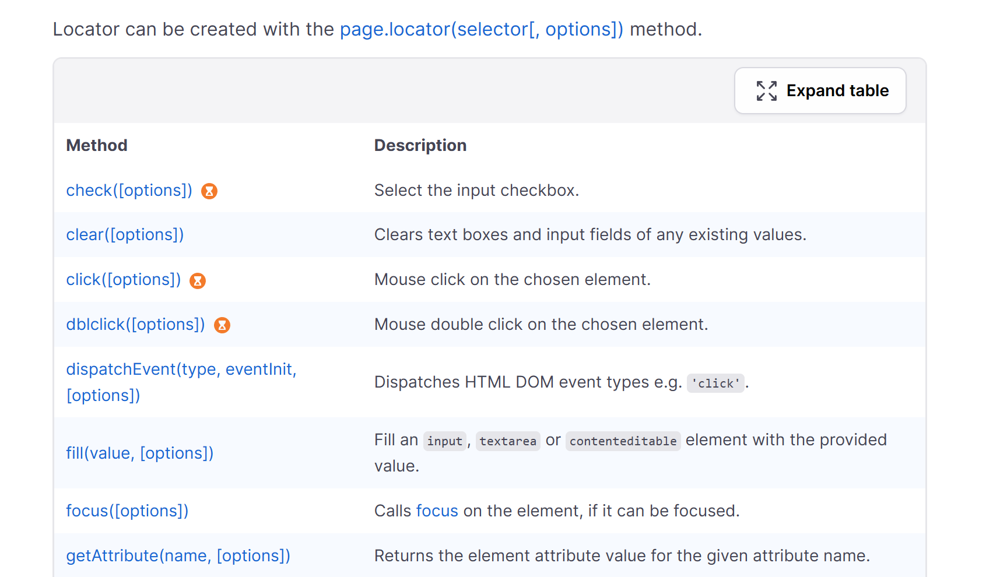 Locator can be created with the page.locator(selector[, options]) method.
Expand table
Method Description
check([options]) Select the input checkbox.
clear([options]) Clears text boxes and input fields of any existing values.
click([options]) Mouse click on the chosen element.
dblclick([options]) Mouse double click on the chosen element.
dispatchEvent(type, eventInit,
[options])
Dispatches HTML DOM event types e.g. 'click'.
fill(value, [options])
Fill an input, textarea or contenteditable element with the provided
value.
focus([options]) Calls focus on the element, if it can be focused.
getAttribute(name, [options]) Returns the element attribute value for the given attribute name.